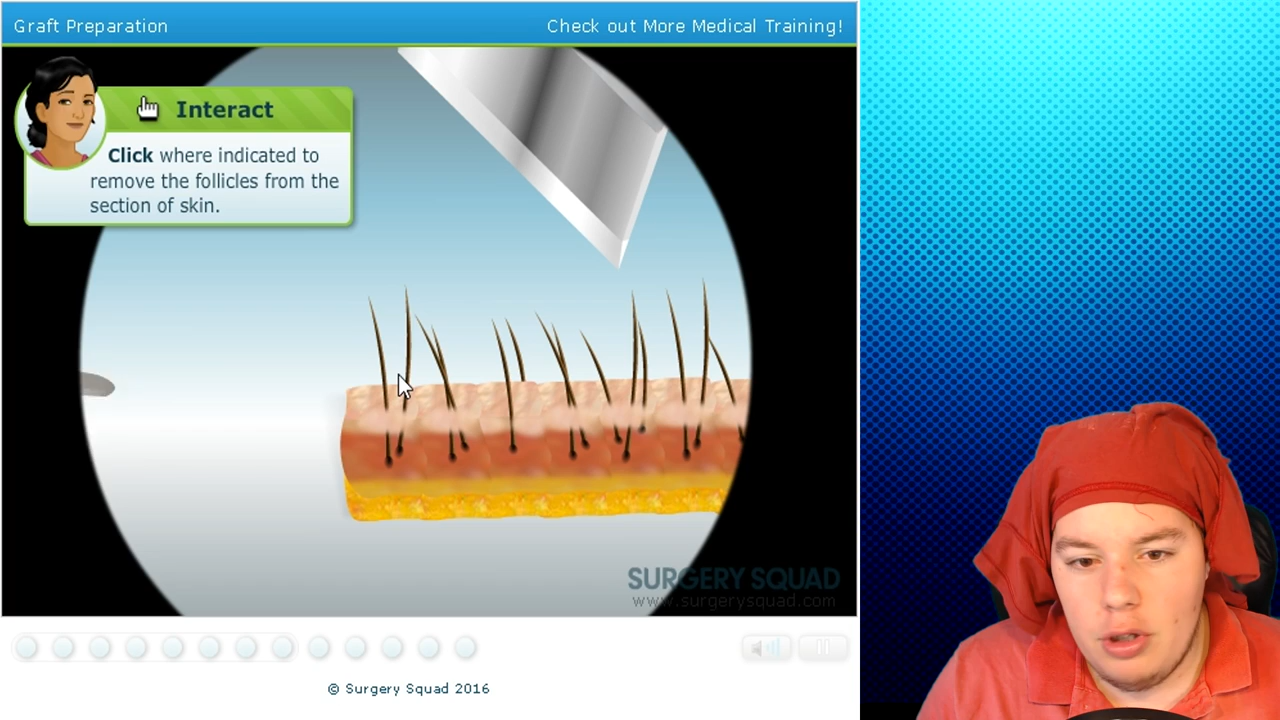 Graft Preparation
Check out More Medical Training!
Interact
Click where indicated to
remove the follicles from the
section of skin.
SURGERY SQUAD
www.surgerysquad.com
© Surgery Squad 2016